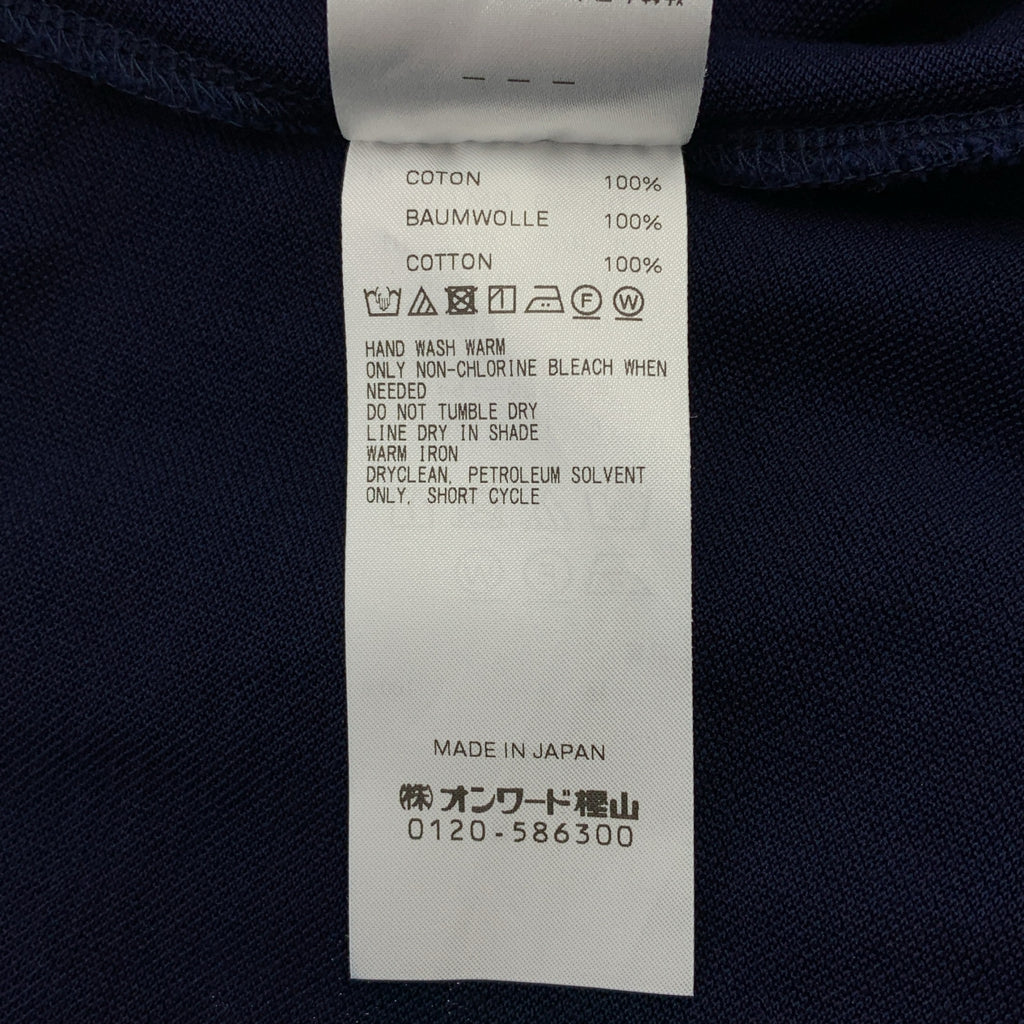 COTON 100%
BAUMWOLLE 100%
COTTON 100%
F W
HAND WASH WARM
ONLY NON-CHLORINE BLEACH WHEN
NEEDED
DO NOT TUMBLE DRY
LINE DRY IN SHADE
WARM IRON
DRYCLEAN, PETROLEUM SOLVENT
ONLY, SHORT CYCLE
MADE IN JAPAN
㈱オンワード樫山
0120-586300